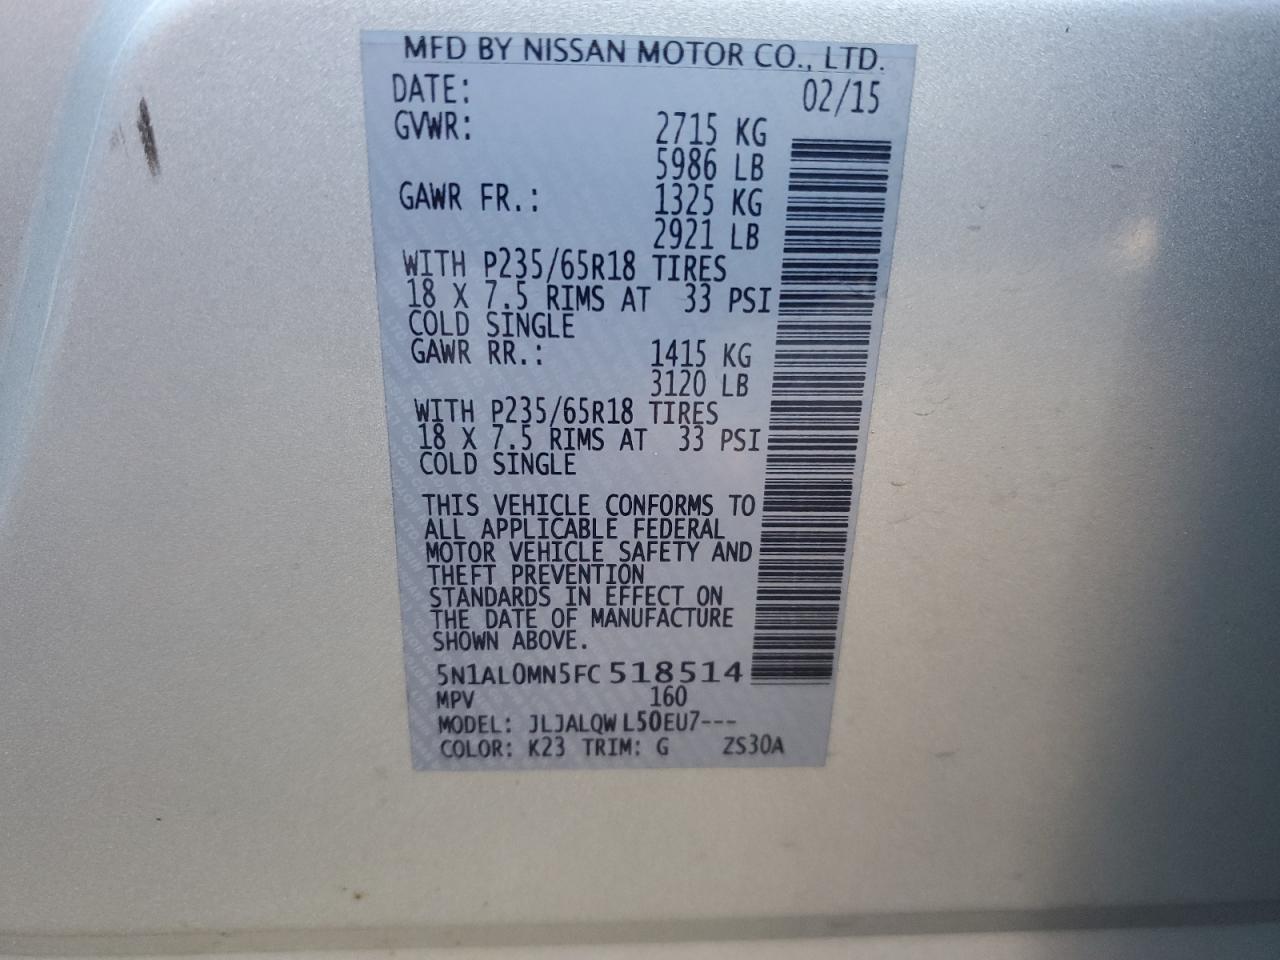 MFD BY NISSAN MOTOR CO., LTD.
DATE: 02/15
GVWR: 2715 KG
5986 LB
GAWR FR.: 1325 KG
2921 LB
WITH P235/65R18 TIRES
18 X 7.5 RIMS AT 33 PSI
COLD SINGLE
GAWR RR.: 1415 KG
3120 LB
WITH P235/65R18 TIRES
18 X 7.5 RIMS AT 33 PSI
COLD SINGLE
THIS VEHICLE CONFORMS TO
ALL APPLICABLE FEDERAL
MOTOR VEHICLE SAFETY AND
THEFT PREVENTION
STANDARDS IN EFFECT ON
THE DATE OF MANUFACTURE
SHOWN ABOVE.
5N1AL0MN5FC518514
MPV 160
MODEL: JLJALQWL50EU7---
COLOR: K23 TRIM: G ZS30A